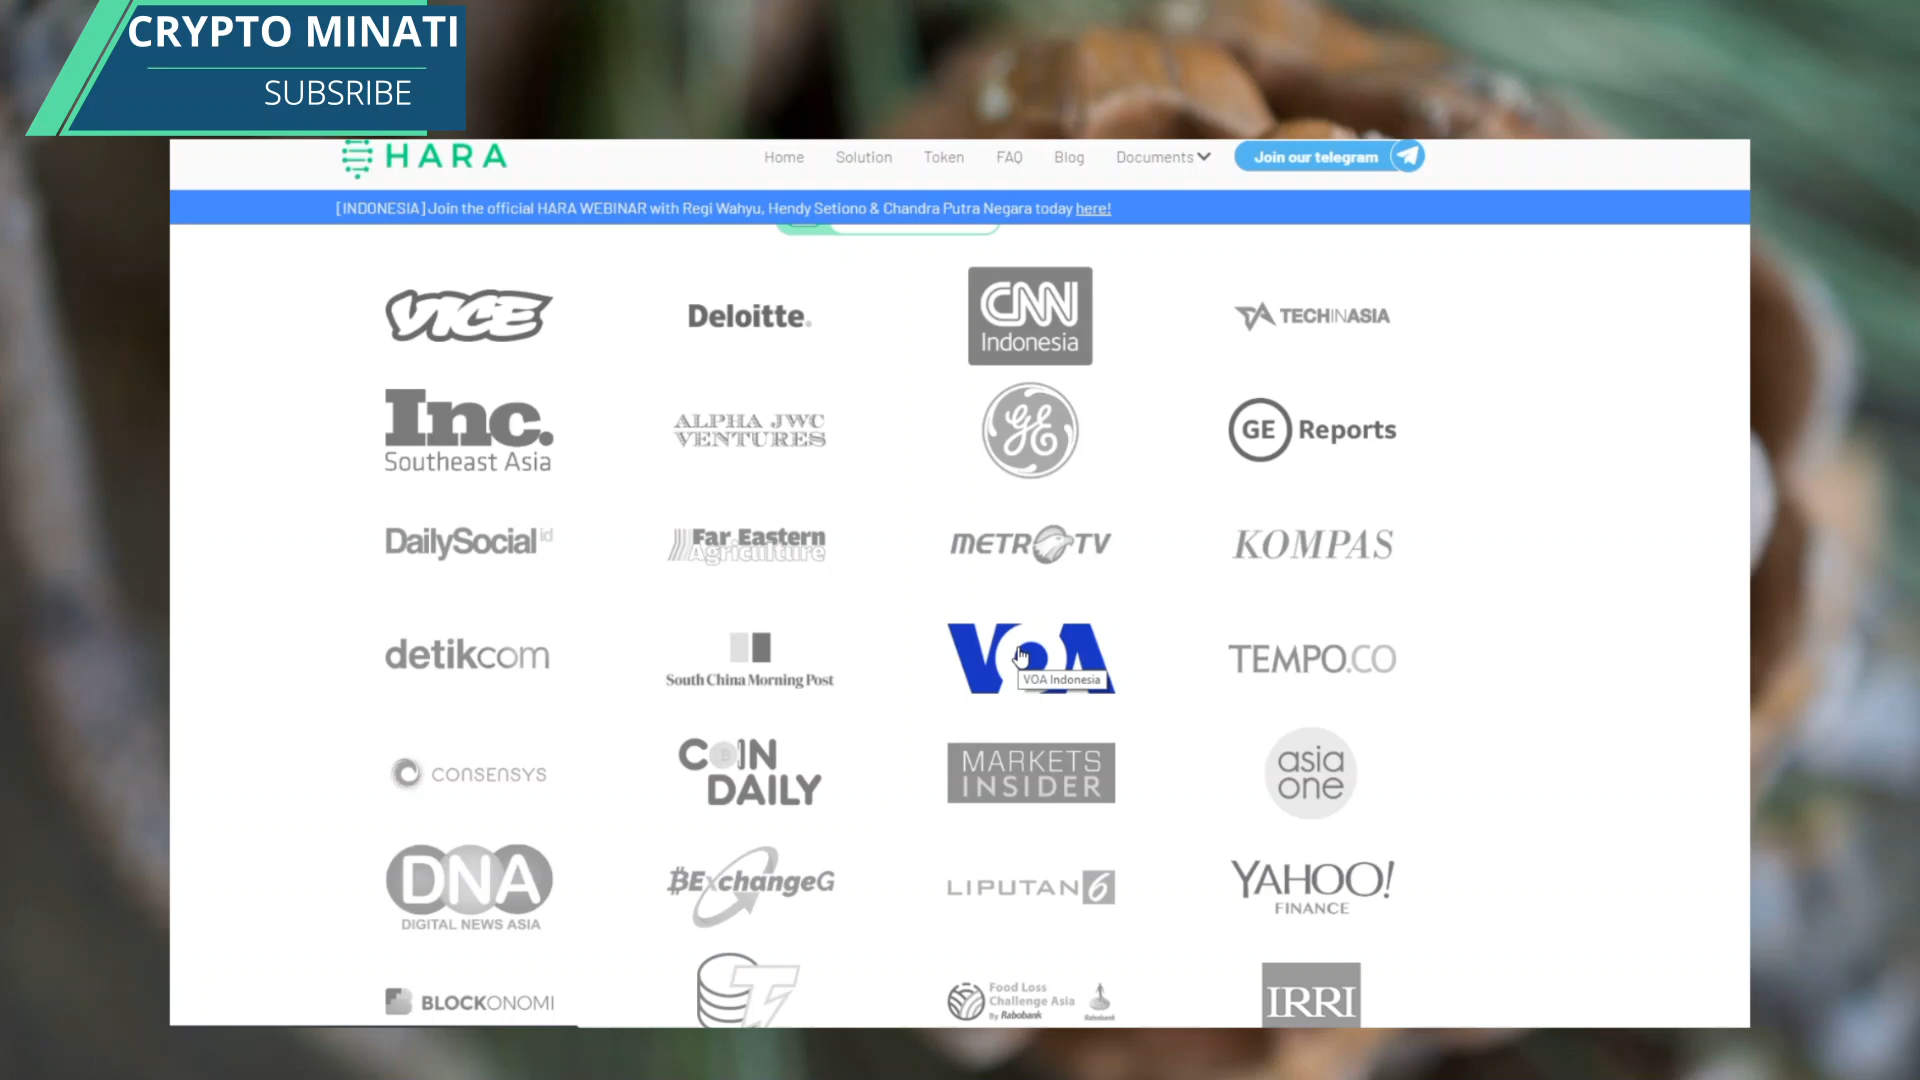 CRYPTO MINATI
SUBSRIBE
HARA
Home Solution Token FAQ Blog Documents Join our telegram
[INDONESIA] Join the official HARA WEBINAR with Regi Wahyu, Hendy Setiono & Chandra Putra Negara today here!
VICE Deloitte. CNN Indonesia TECHINASIA
Inc. Southeast Asia ALPHA JWC VENTURES GE GE Reports
DailySocial id Far Eastern Agriculture METRO TV KOMPAS
detikcom South China Morning Post VOA TEMPO.CO
VOA Indonesia
CONSENSYS COIN DAILY MARKETS INSIDER asia one
DNA DIGITAL NEWS ASIA BExchangeG LIPUTAN 6 YAHOO! FINANCE
BLOCKONOMI T Food Loss Challenge Asia By Rabobank Rabobank IRRI